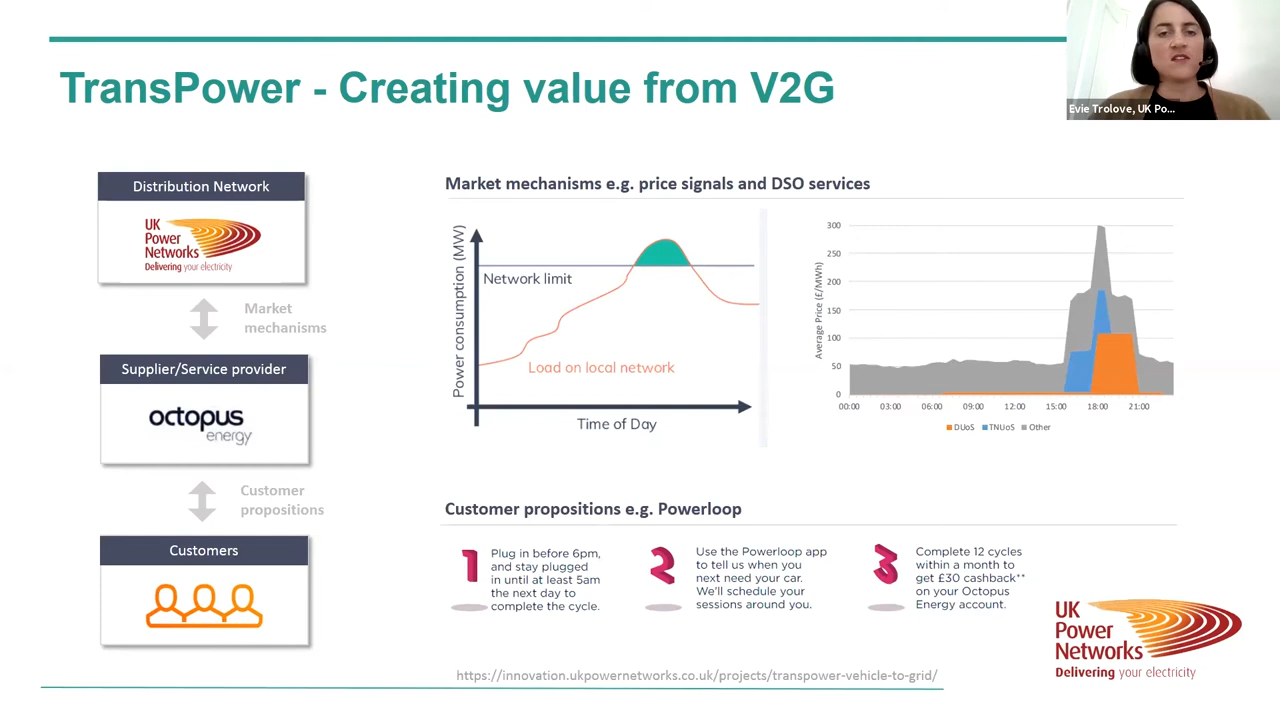 TransPower - Creating value from V2G
Evie Trolove, UK Po...
Distribution Network
UK
Power
Networks
Delivering your electricity
Market
mechanisms
Supplier/Service provider
octopus
energy
Customer
propositions
Customers
Market mechanisms e.g. price signals and DSO services
Power consumption (MW)
Network limit
Load on local network
Time of Day
Average Price (£/MWh)
300
250
200
150
100
50
0
00:00 03:00 06:00 09:00 12:00 15:00 18:00 21:00
DUoS TNUoS Other
Customer propositions e.g. Powerloop
1
Plug in before 6pm,
and stay plugged
in until at least 5am
the next day to
complete the cycle.
2
Use the Powerloop app
to tell us when you
next need your car.
We'll schedule your
sessions around you.
3
Complete 12 cycles
within a month to
get £30 cashback**
on your Octopus
Energy account.
UK
Power
Networks
Delivering your electricity
https://innovation.ukpowernetworks.co.uk/projects/transpower-vehicle-to-grid/